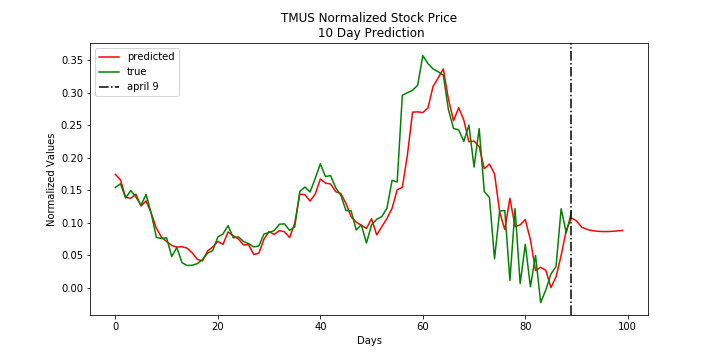 TMUS Normalized Stock Price
10 Day Prediction
predicted
true
april 9
Normalized Values
0.35
0.30
0.25
0.20
0.15
0.10
0.05
0.00
0
20
40
60
80
100
Days